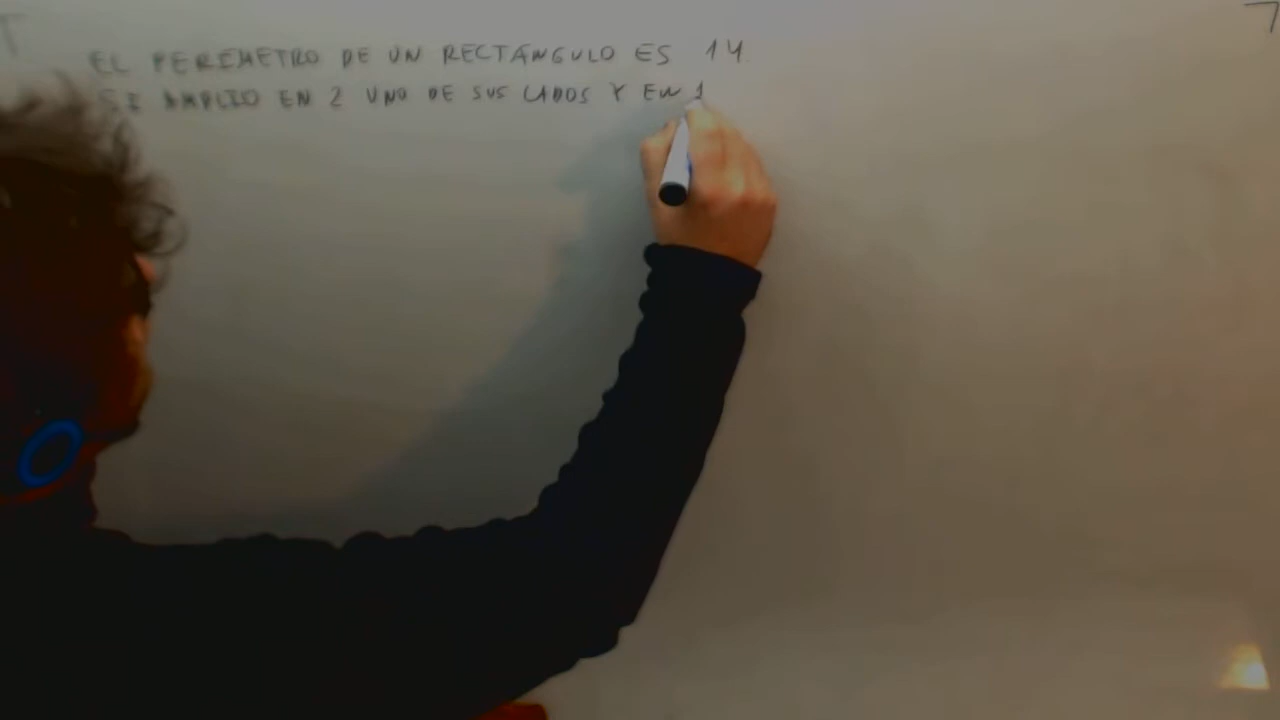 EL PERIMETRO DE UN RECTÁNGULO ES 14.
SI AMPLIO EN 2 UNO DE SUS LADOS Y EN 1